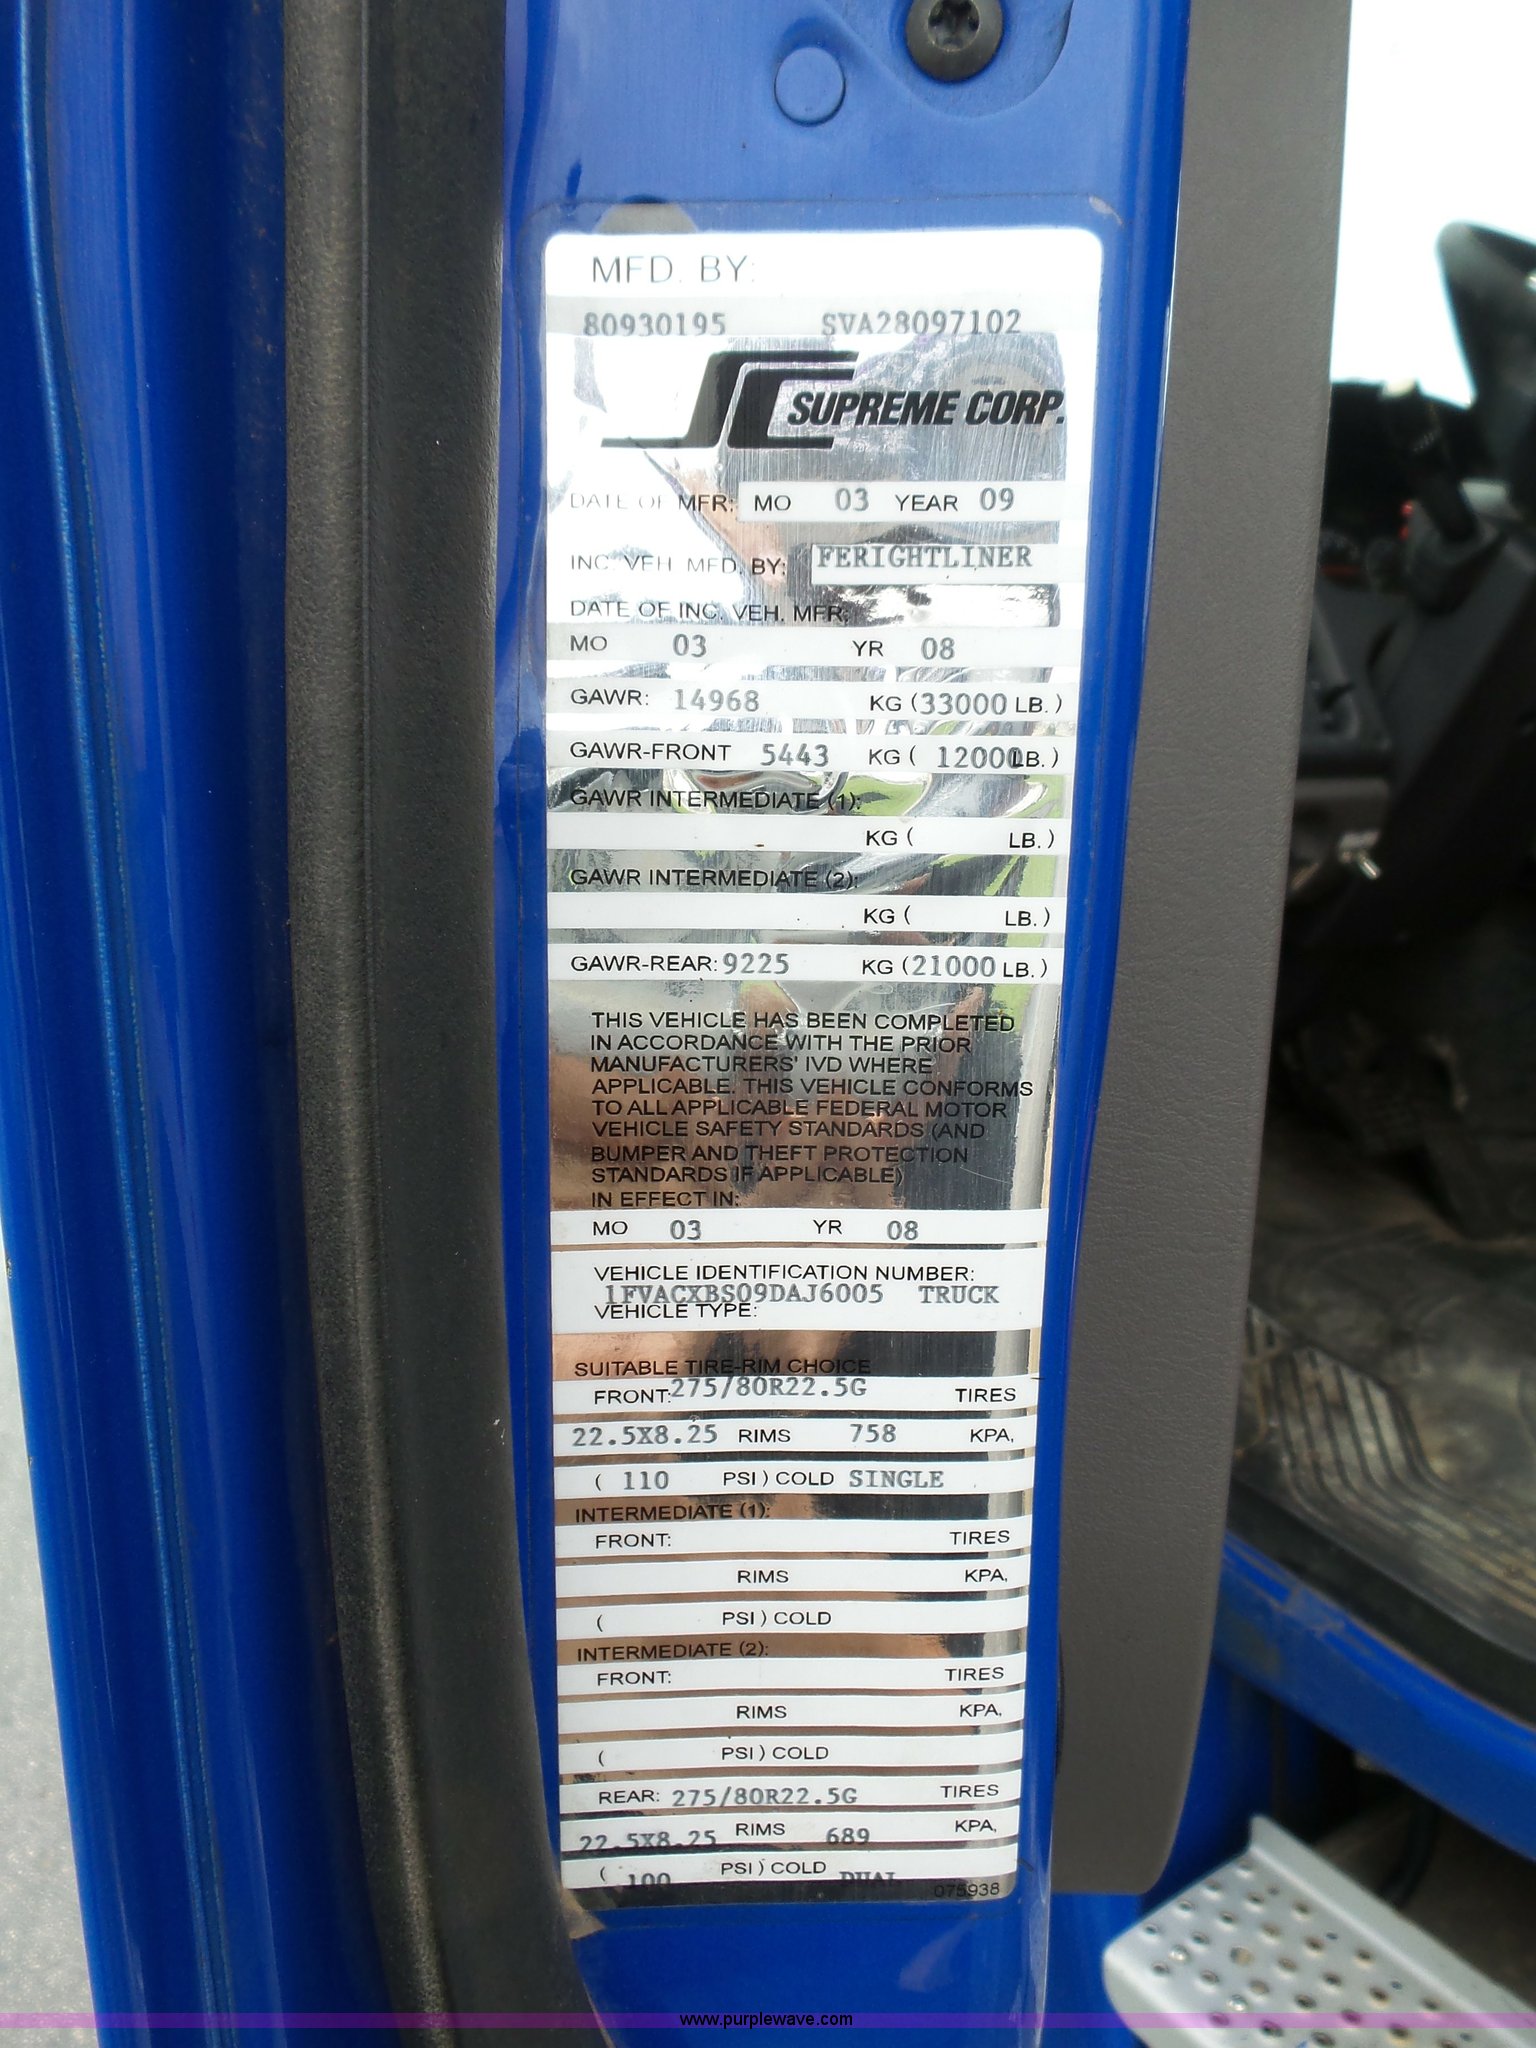 MFD. BY:
80930195 SVA28097102
SUPREME CORP.
DATE OF MFR: MO 03 YEAR 09
INC. VEH. MFD. BY: FERIGHTLINER
DATE OF INC. VEH. MFR:
MO 03 YR 08
GAWR: 14968 KG (33000 LB.)
GAWR-FRONT 5443 KG ( 12000LB.)
GAWR INTERMEDIATE (1):
KG ( LB.)
GAWR INTERMEDIATE (2):
KG ( LB.)
GAWR-REAR: 9225 KG (21000 LB.)
THIS VEHICLE HAS BEEN COMPLETED
IN ACCORDANCE WITH THE PRIOR
MANUFACTURERS' IVD WHERE
APPLICABLE. THIS VEHICLE CONFORMS
TO ALL APPLICABLE FEDERAL MOTOR
VEHICLE SAFETY STANDARDS (AND
BUMPER AND THEFT PROTECTION
STANDARDS IF APPLICABLE)
IN EFFECT IN:
MO 03 YR 08
VEHICLE IDENTIFICATION NUMBER:
1FVACXBS09DAJ6005 TRUCK
VEHICLE TYPE:
SUITABLE TIRE-RIM CHOICE
FRONT: 275/80R22.5G TIRES
22.5X8.25 RIMS 758 KPA,
( 110 PSI) COLD SINGLE
INTERMEDIATE (1):
FRONT: TIRES
RIMS KPA,
( PSI) COLD
INTERMEDIATE (2):
FRONT: TIRES
RIMS KPA,
( PSI) COLD
REAR: 275/80R22.5G TIRES
22.5X8.25 RIMS 689 KPA,
( 100 PSI) COLD DUAL
075938
www.purplewave.com